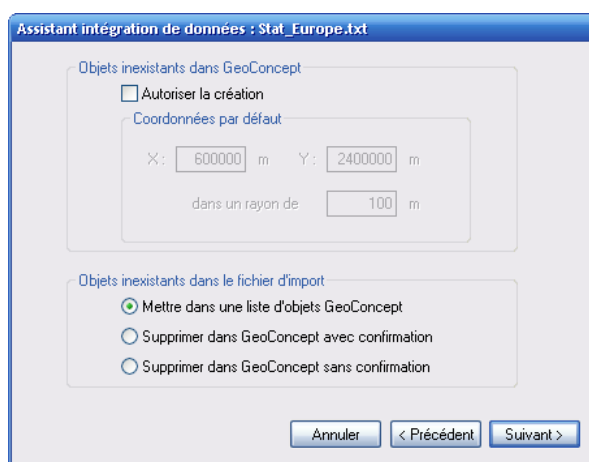 Assistant intégration de données : Stat_Europe.txt
Objets inexistants dans GeoConcept
Autoriser la création
Coordonnées par défaut
X : 600000 m Y : 2400000 m
dans un rayon de 100 m
Objets inexistants dans le fichier d'import
Mettre dans une liste d'objets GeoConcept
Supprimer dans GeoConcept avec confirmation
Supprimer dans GeoConcept sans confirmation
Annuler < Précédent Suivant >